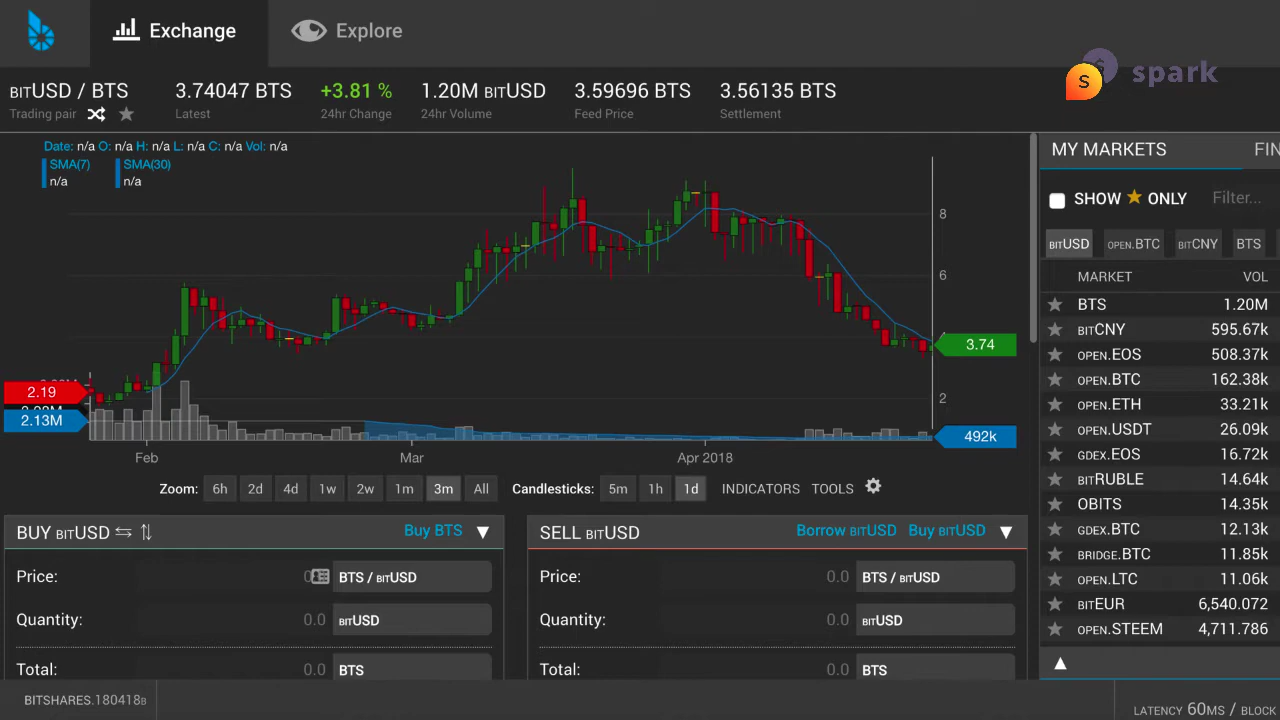 Exchange
Explore
S spark
BITUSD / BTS
3.74047 BTS
+3.81 %
1.20M BITUSD
3.59696 BTS
3.56135 BTS
Trading pair
Latest
24hr Change
24hr Volume
Feed Price
Settlement
Date: n/a O: n/a H: n/a L: n/a C: n/a Vol: n/a
SMA(7)
n/a
SMA(30)
n/a
8
6
2
3.74
2.19
2.13M
492k
Feb
Mar
Apr 2018
Zoom: 6h 2d 4d 1w 2w 1m 3m All
Candlesticks: 5m 1h 1d
INDICATORS TOOLS
BUY BITUSD
Buy BTS ▼
Price: BTS / BITUSD
Quantity: 0.0 BITUSD
Total: 0.0 BTS
SELL BITUSD
Borrow BITUSD Buy BITUSD ▼
Price: 0.0 BTS / BITUSD
Quantity: 0.0 BITUSD
Total: 0.0 BTS
MY MARKETS
FIN
SHOW ★ ONLY
Filter...
BITUSD OPEN.BTC BITCNY BTS
MARKET VOL
BTS 1.20M
BITCNY 595.67k
OPEN.EOS 508.37k
OPEN.BTC 162.38k
OPEN.ETH 33.21k
OPEN.USDT 26.09k
GDEX.EOS 16.72k
BITRUBLE 14.64k
OBITS 14.35k
GDEX.BTC 12.13k
BRIDGE.BTC 11.85k
OPEN.LTC 11.06k
BITEUR 6,540.072
OPEN.STEEM 4,711.786
▲
BITSHARES.180418B
LATENCY 60MS / BLOCK